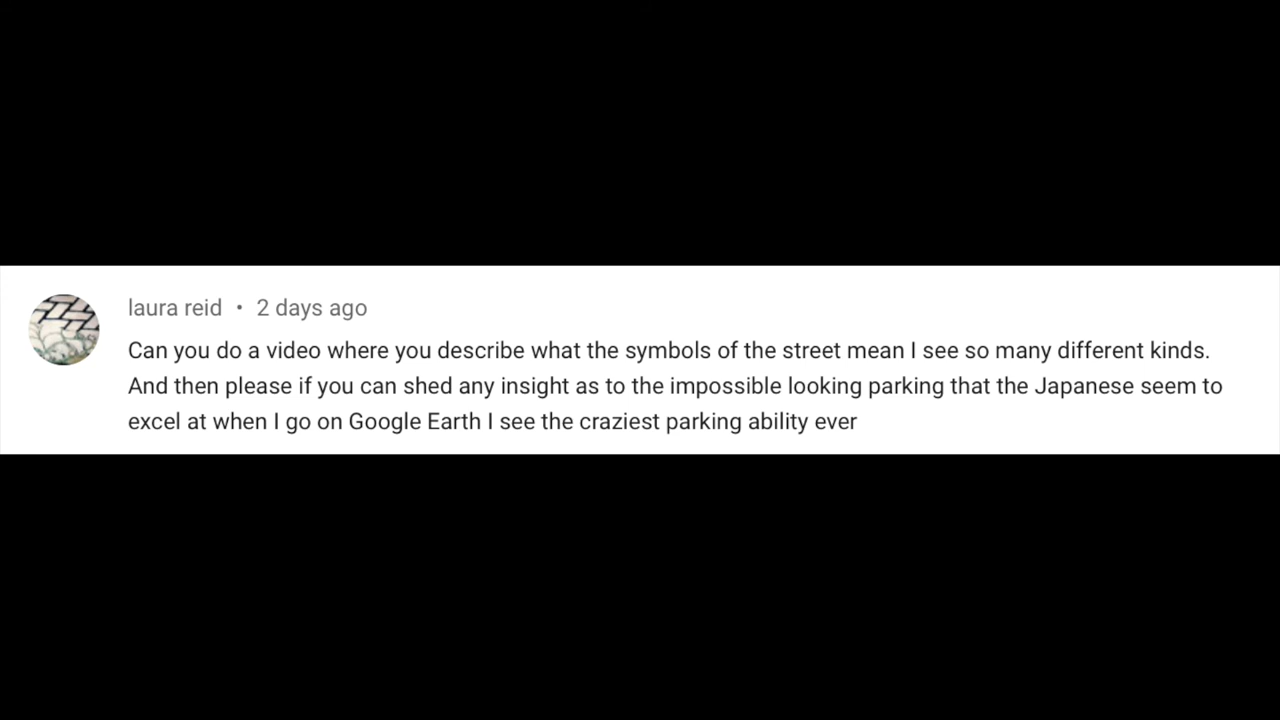 laura reid • 2 days ago
Can you do a video where you describe what the symbols of the street mean I see so many different kinds.
And then please if you can shed any insight as to the impossible looking parking that the Japanese seem to
excel at when I go on Google Earth I see the craziest parking ability ever